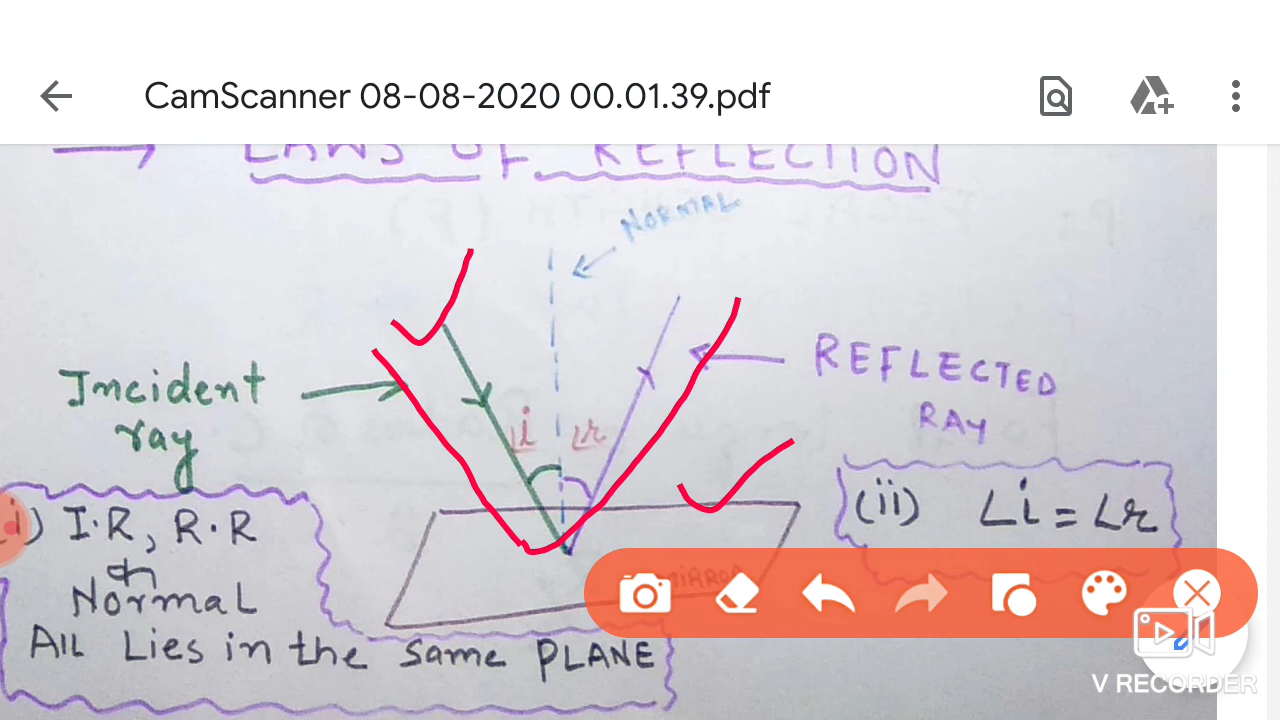 CamScanner 08-08-2020 00.01.39.pdf
LAWS OF REFLECTION
NORMAL
Incident
ray
REFLECTED
RAY
∠i ∠r
i) I.R, R.R
&
Normal
All Lies in the same PLANE
(ii) ∠i = ∠r
MIRROR
V RECORDER